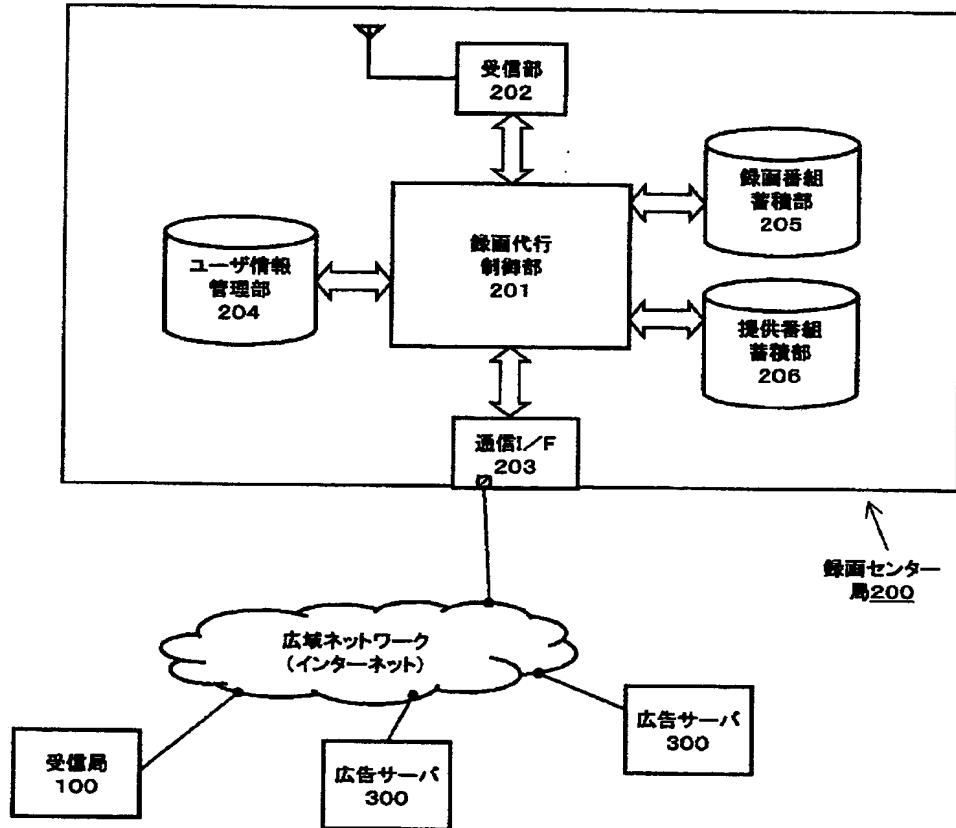 受信部
202
録画番組
蓄積部
205
録画代行
制御部
201
ユーザ情報
管理部
204
提供番組
蓄積部
206
通信I／F
203
録画センター
局200
広域ネットワーク
（インターネット）
受信局
100
広告サーバ
300
広告サーバ
300